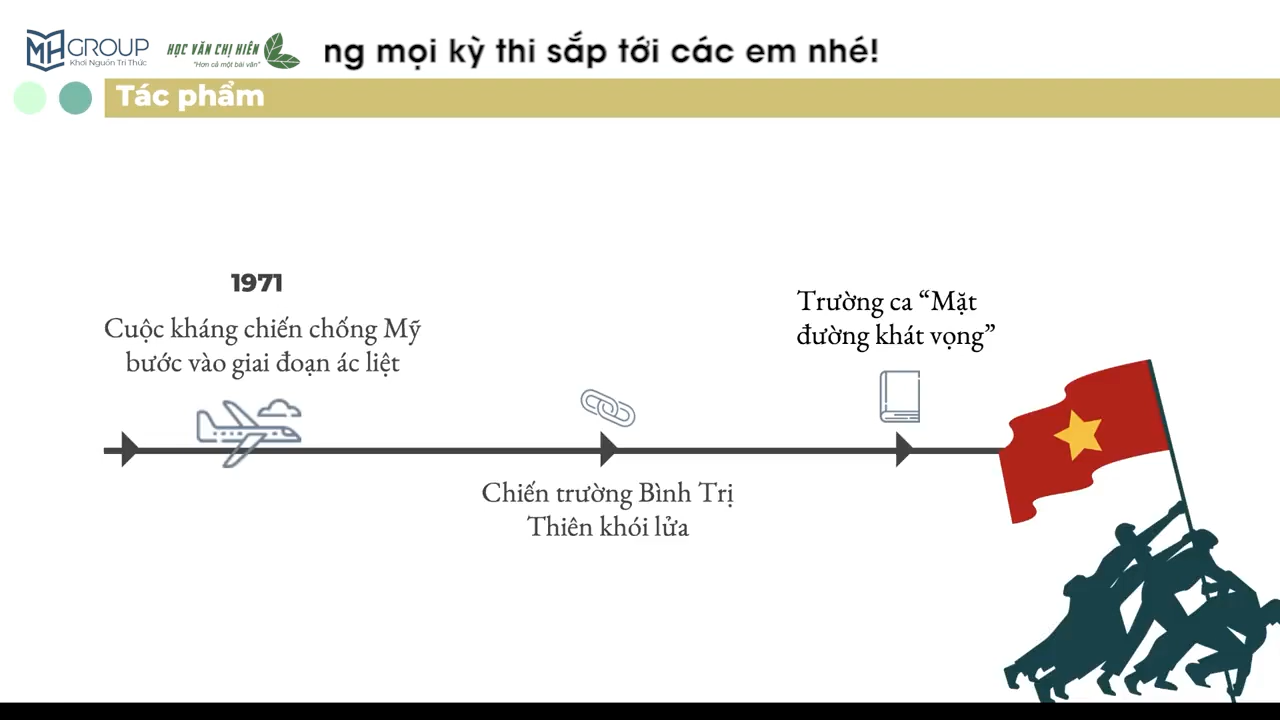 MH GROUP
Khơi Nguồn Tri Thức
HỌC VĂN CHỊ HIÊN
"Hơn cả một bài văn"
ng mọi kỳ thi sắp tới các em nhé!
Tác phẩm
1971
Cuộc kháng chiến chống Mỹ
bước vào giai đoạn ác liệt
Chiến trường Bình Trị
Thiên khói lửa
Trường ca “Mặt
đường khát vọng”